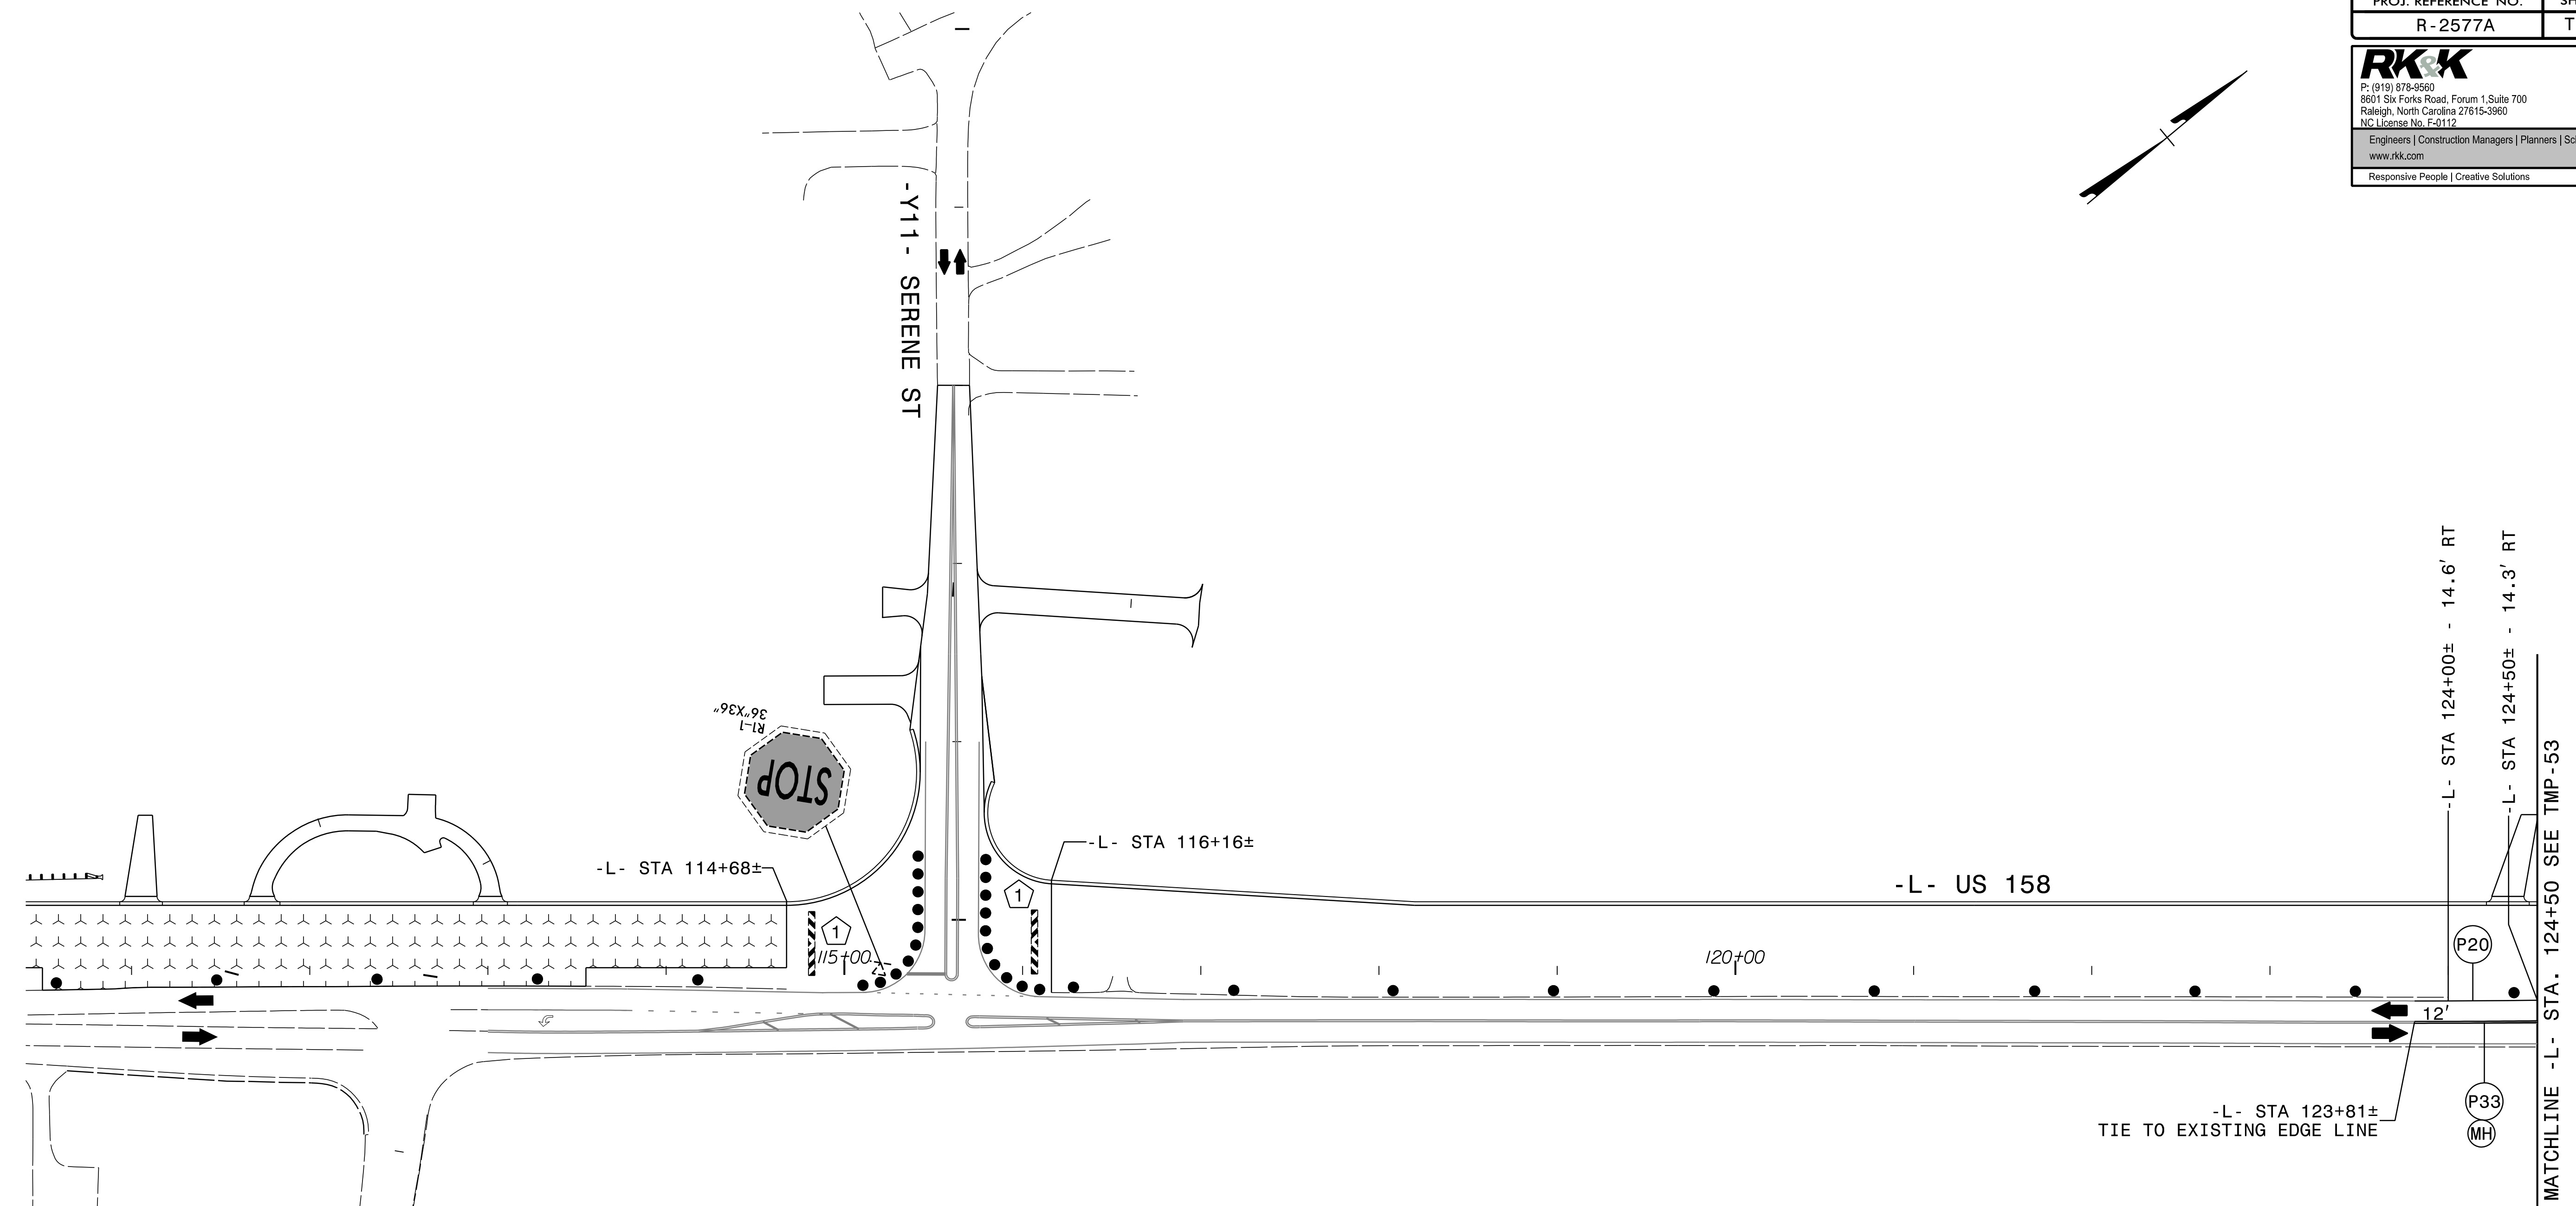 PROJ. REFERENCE NO.
R-2577A
RK&K
P: (919) 878-9560
8601 Six Forks Road, Forum 1,Suite 700
Raleigh, North Carolina 27615-3960
NC License No. F-0112
Engineers | Construction Managers | Planners |
www.rkk.com
Responsive People | Creative Solutions
-Y11- SERENE ST
R1-1
36"X36"
STOP
-L- STA 114+68±
-L- STA 116+16±
1
1
115+00
120+00
-L- US 158
-L- STA 124+00± - 14.6' RT
-L- STA 124+50± - 14.3' RT
P20
12'
-L- STA 123+81±
TIE TO EXISTING EDGE LINE
P33
MH
MATCHLINE -L- STA. 124+50 SEE TMP-53